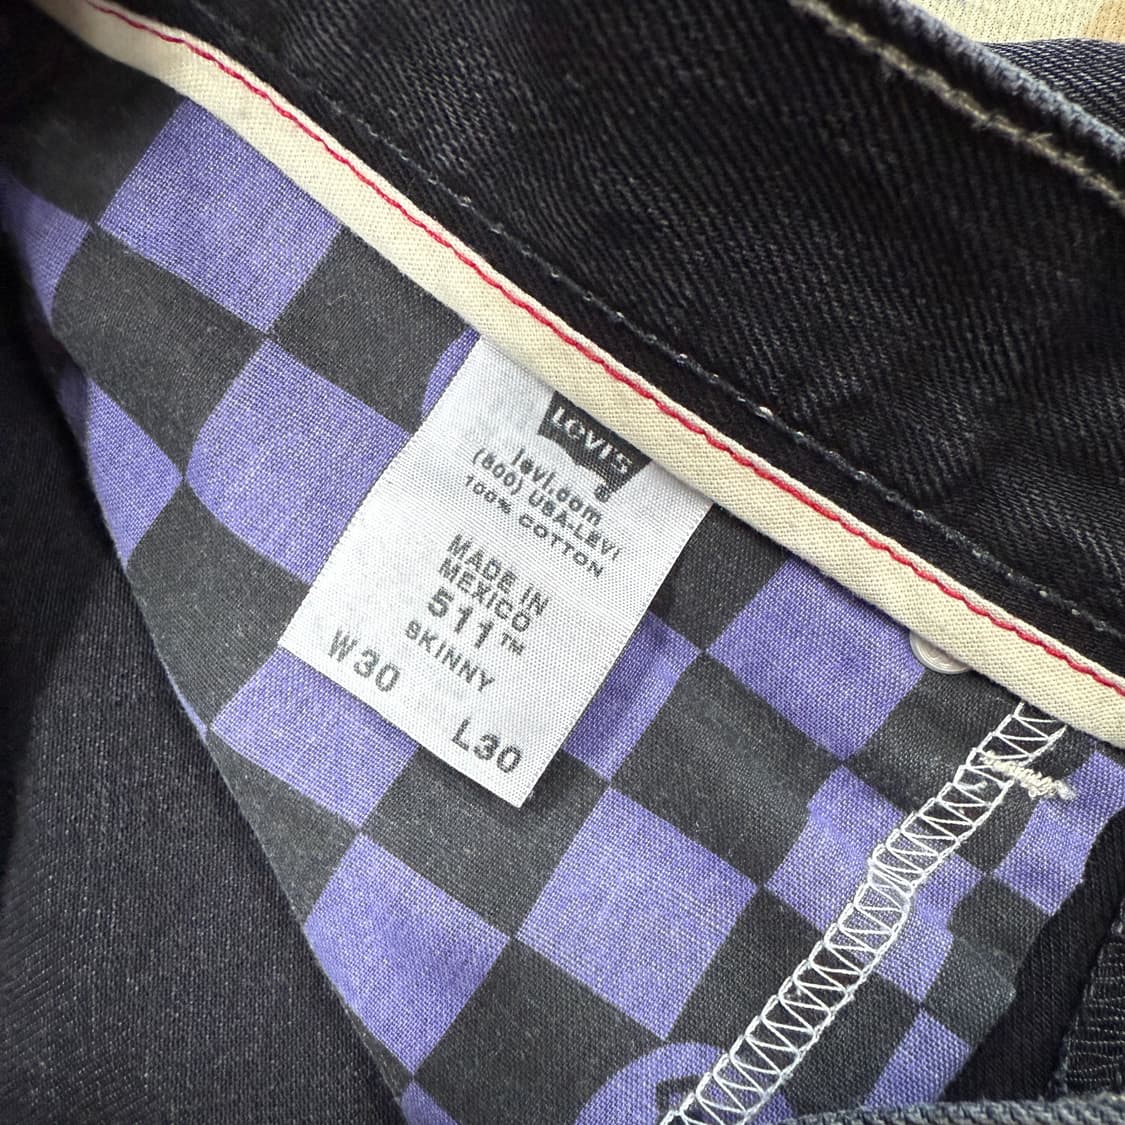 Levi's
®
levi.com
(800) USA-LEVI
100% COTTON
MADE IN
MEXICO
511™
SKINNY
W30
L30